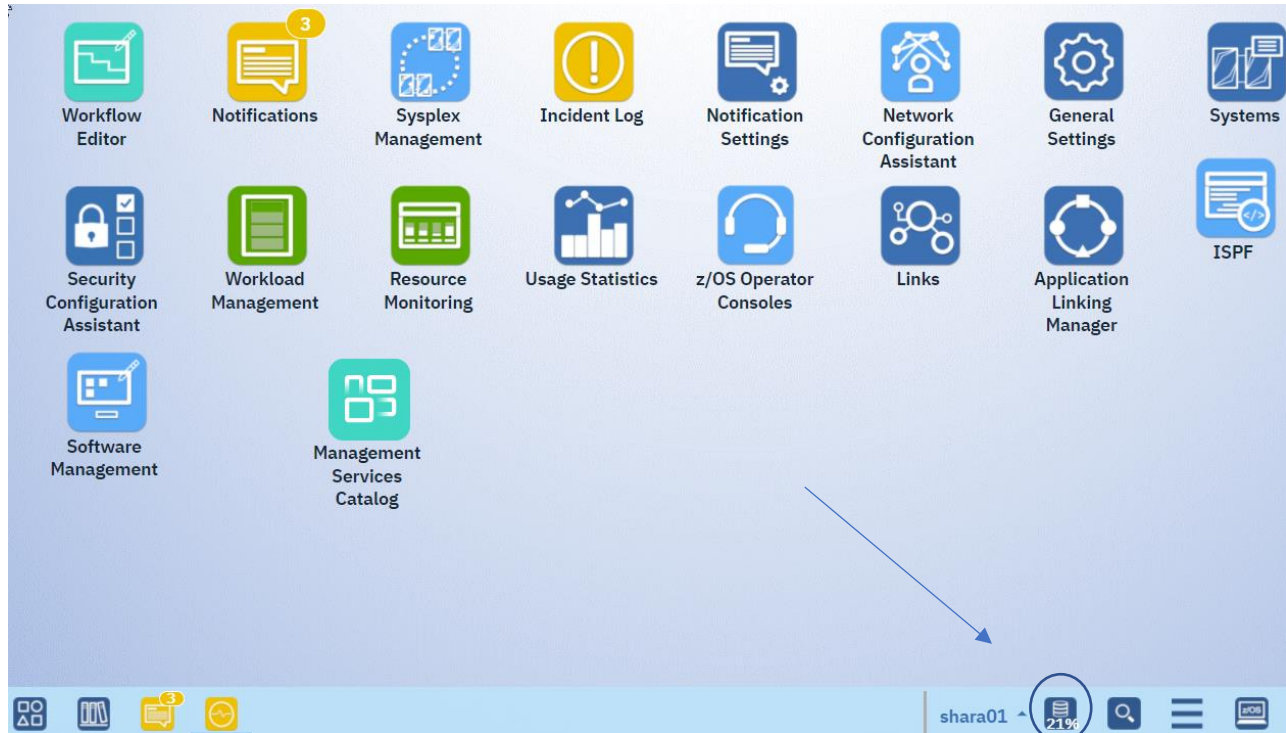 3
Workflow
Editor
Notifications
Sysplex
Management
Incident Log
Notification
Settings
Network
Configuration
Assistant
General
Settings
Systems
Security
Configuration
Assistant
Workload
Management
Resource
Monitoring
Usage Statistics
z/OS Operator
Consoles
Links
Application
Linking
Manager
</>
ISPF
Software
Management
Management
Services
Catalog
3
shara01
21%
z/OS